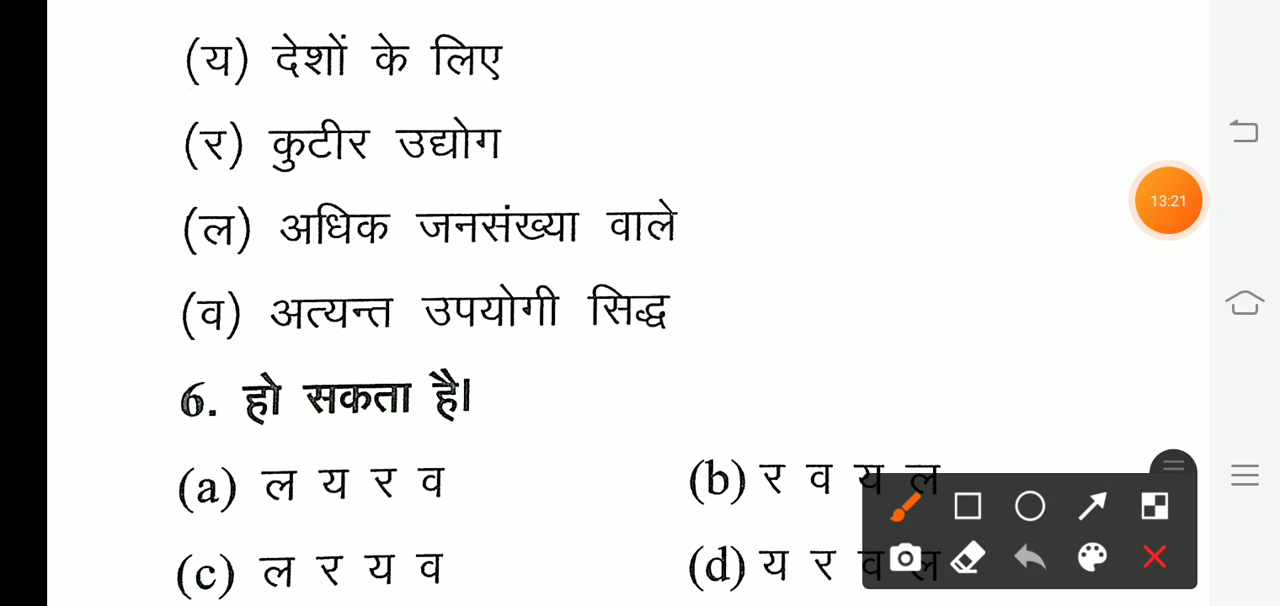 (य) देशों के लिए
(र) कुटीर उद्योग
(ल) अधिक जनसंख्या वाले
(व) अत्यन्त उपयोगी सिद्ध
6. हो सकता है।
(a) ल य र व
(b) र व य ल
(c) ल र य व
(d) य र व ल
13:21